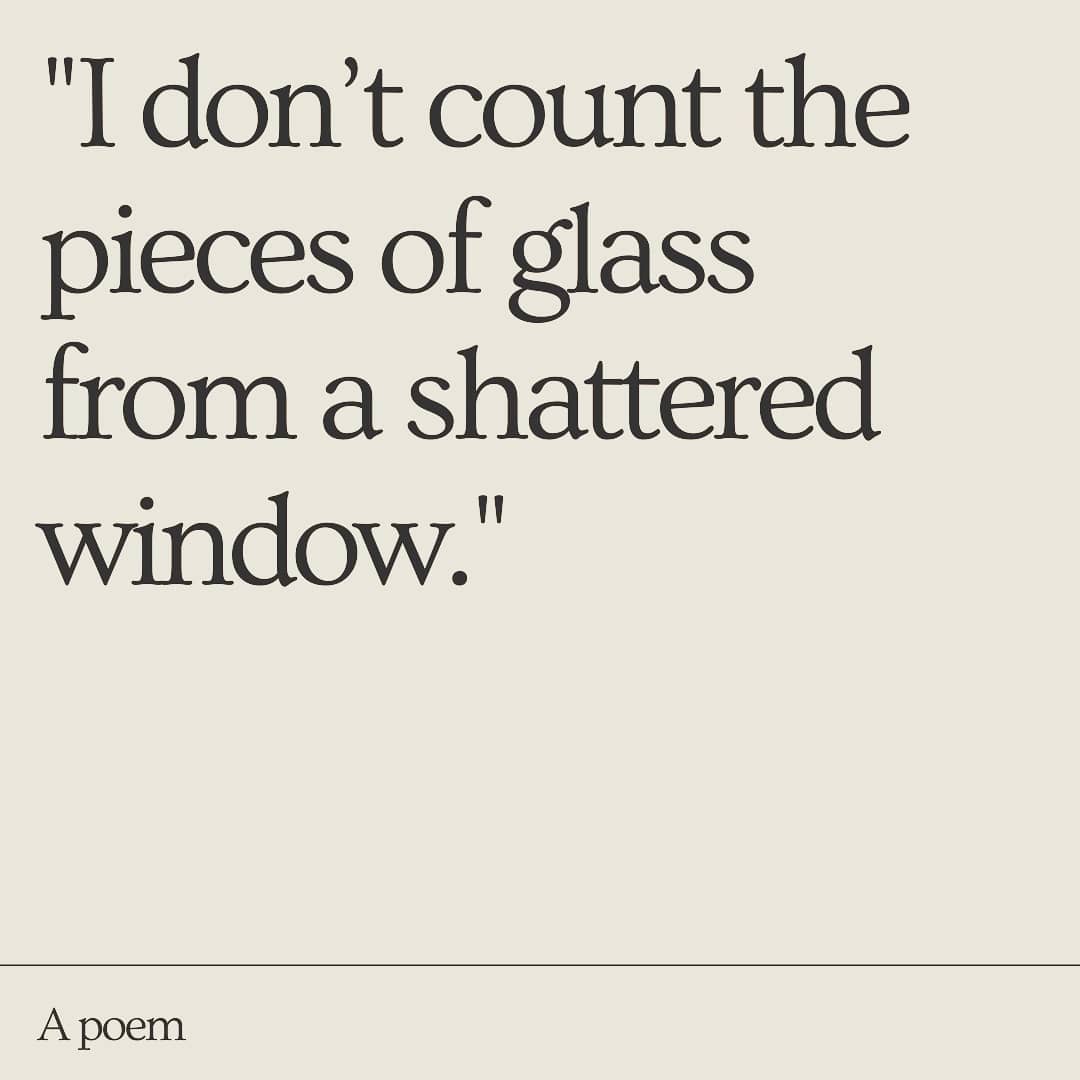 "I don’t count the
pieces of glass
from a shattered
window."
A poem